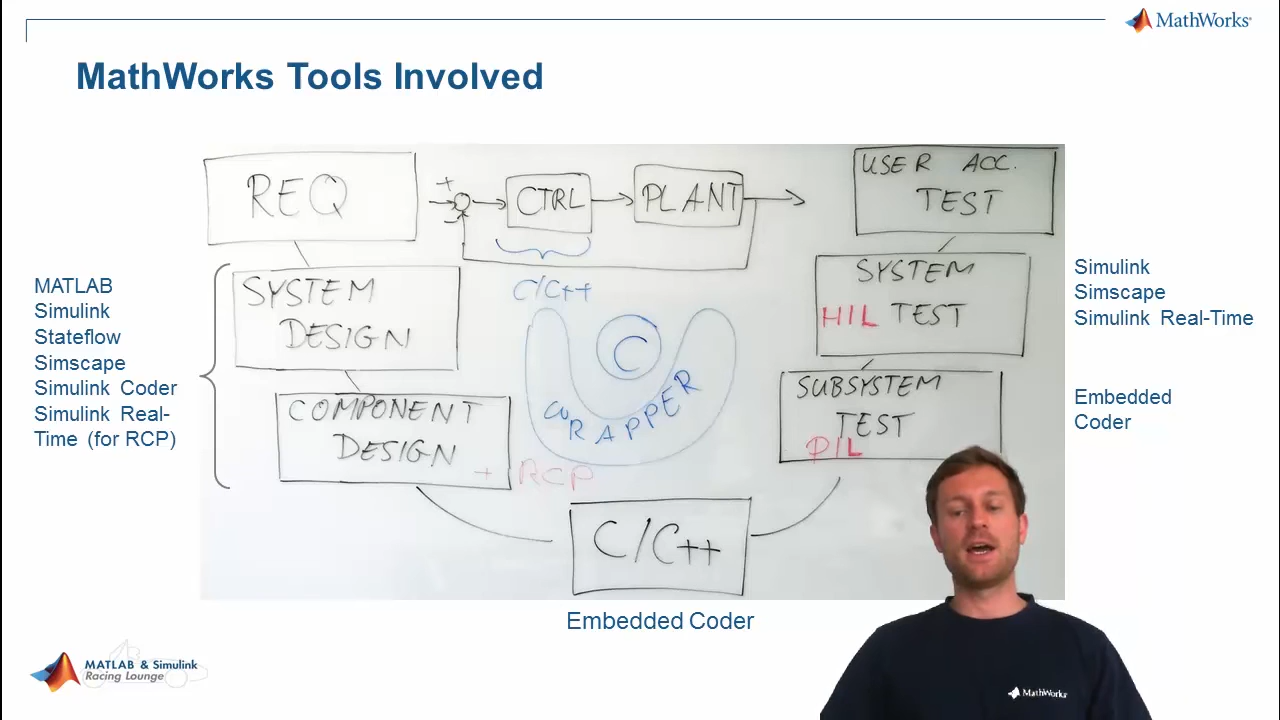 MathWorks®
MathWorks Tools Involved
REQ
+
-
CTRL
PLANT
USER ACC.
TEST
MATLAB
Simulink
Stateflow
Simscape
Simulink Coder
Simulink Real-
Time (for RCP)
SYSTEM
DESIGN
C/C++
C
WRAPPER
SYSTEM
HIL TEST
Simulink
Simscape
Simulink Real-Time
COMPONENT
DESIGN
+ RCP
SUBSYSTEM
TEST
PIL
Embedded
Coder
C/C++
Embedded Coder
MATLAB & Simulink
Racing Lounge
MathWorks®